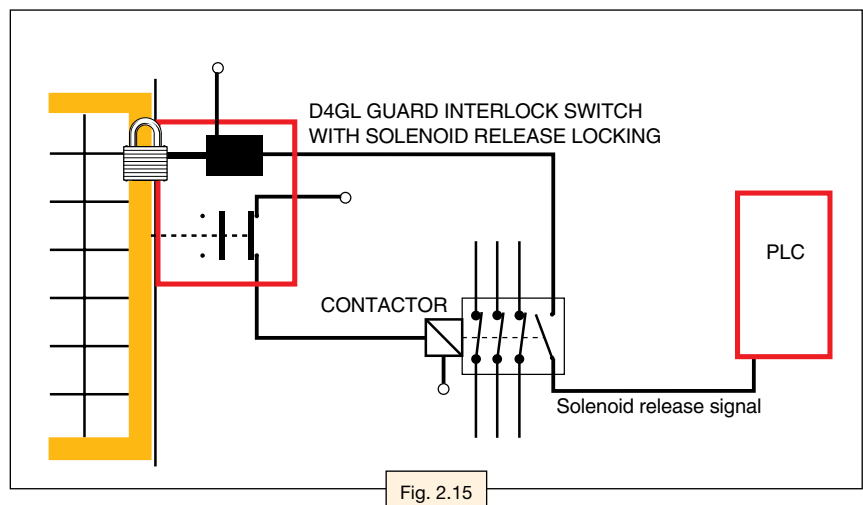 D4GL GUARD INTERLOCK SWITCH
WITH SOLENOID RELEASE LOCKING
PLC
CONTACTOR
Solenoid release signal
Fig. 2.15